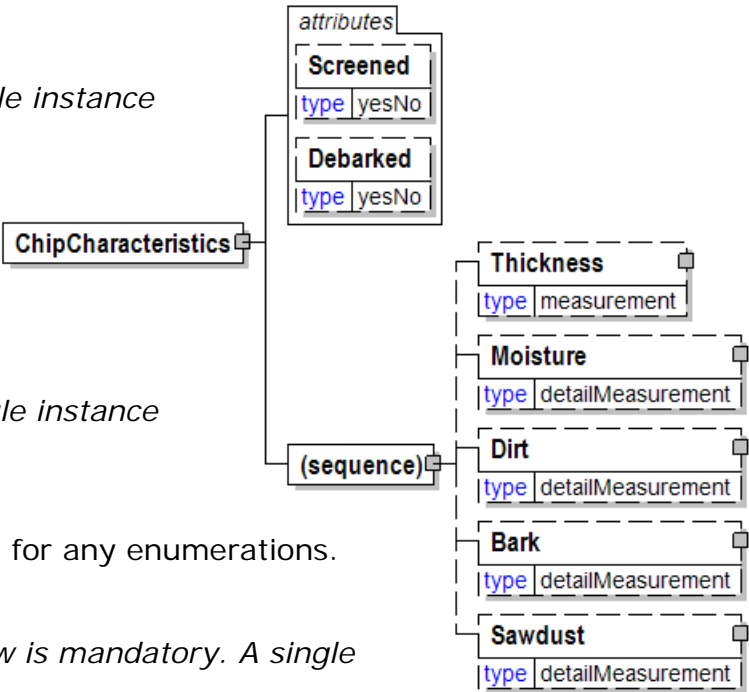 attributes
Screened
type yesNo
Debarked
type yesNo
le instance
ChipCharacteristics
Thickness
type measurement
Moisture
type detailMeasurement
Dirt
type detailMeasurement
Bark
type detailMeasurement
Sawdust
type detailMeasurement
gle instance
(sequence)
for any enumerations.
w is mandatory. A single